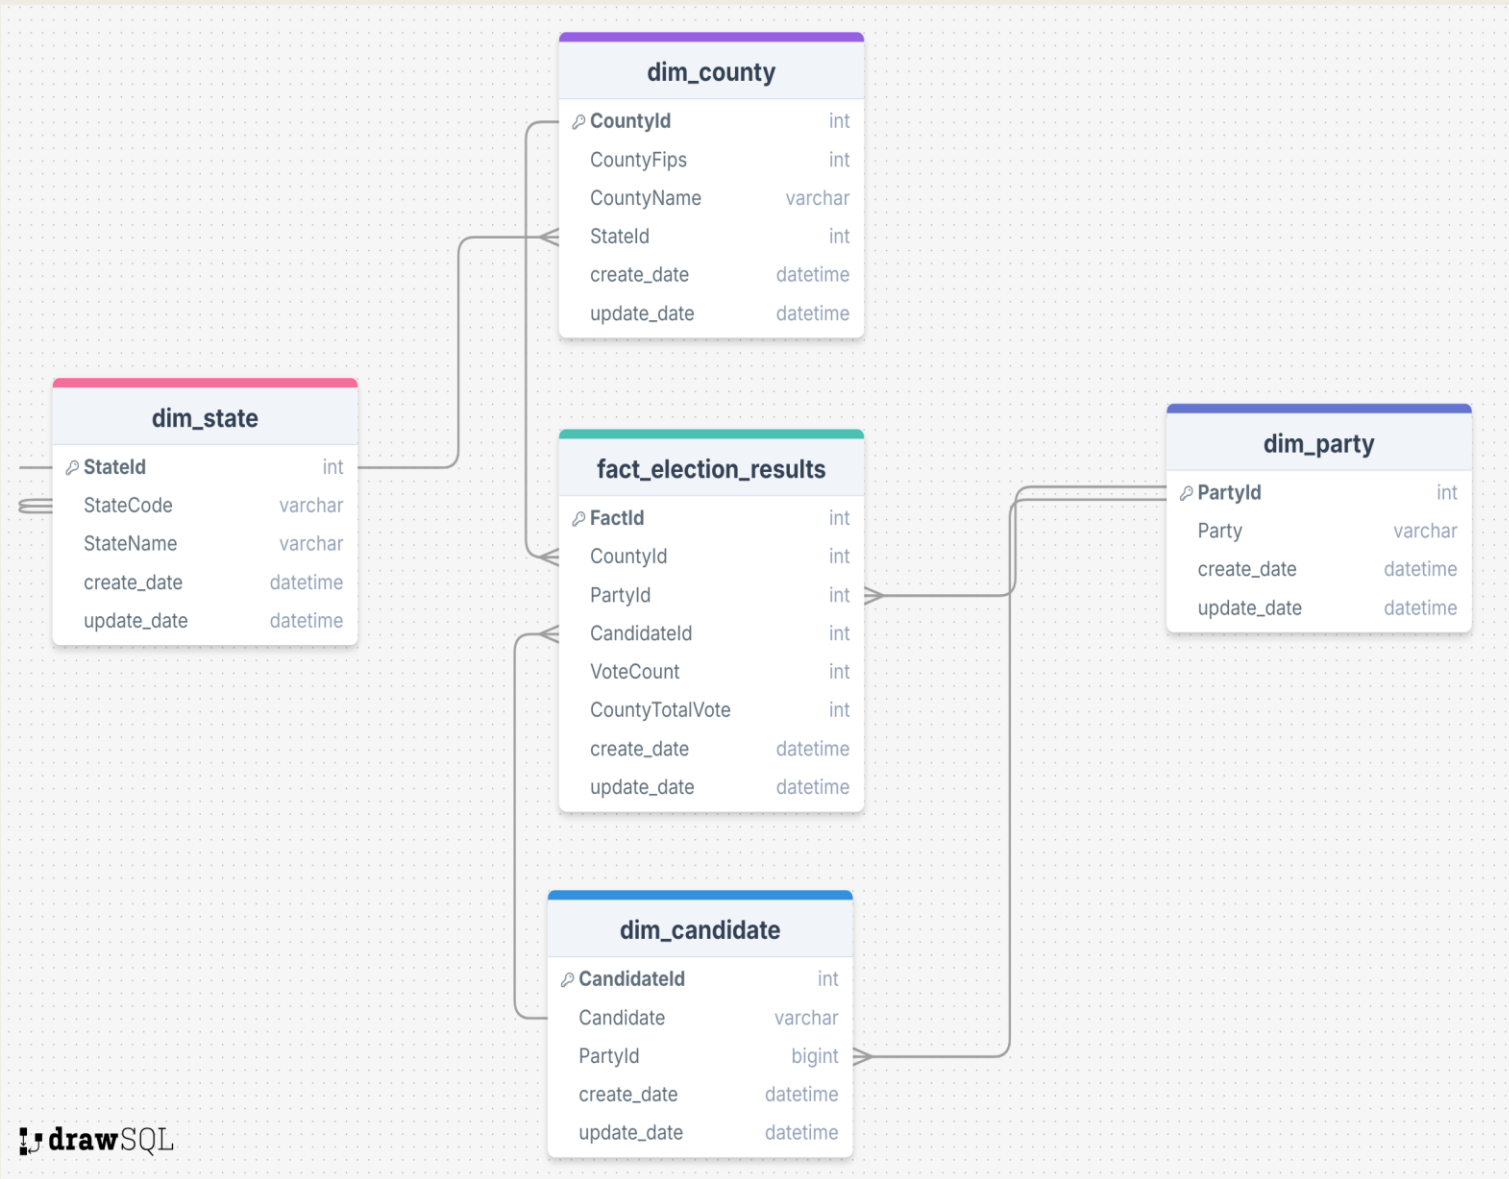 dim_county
CountyId int
CountyFips int
CountyName varchar
StateId int
create_date datetime
update_date datetime
dim_state
StateId int
StateCode varchar
StateName varchar
create_date datetime
update_date datetime
fact_election_results
FactId int
CountyId int
PartyId int
CandidateId int
VoteCount int
CountyTotalVote int
create_date datetime
update_date datetime
dim_party
PartyId int
Party varchar
create_date datetime
update_date datetime
dim_candidate
CandidateId int
Candidate varchar
PartyId bigint
create_date datetime
update_date datetime
drawSQL